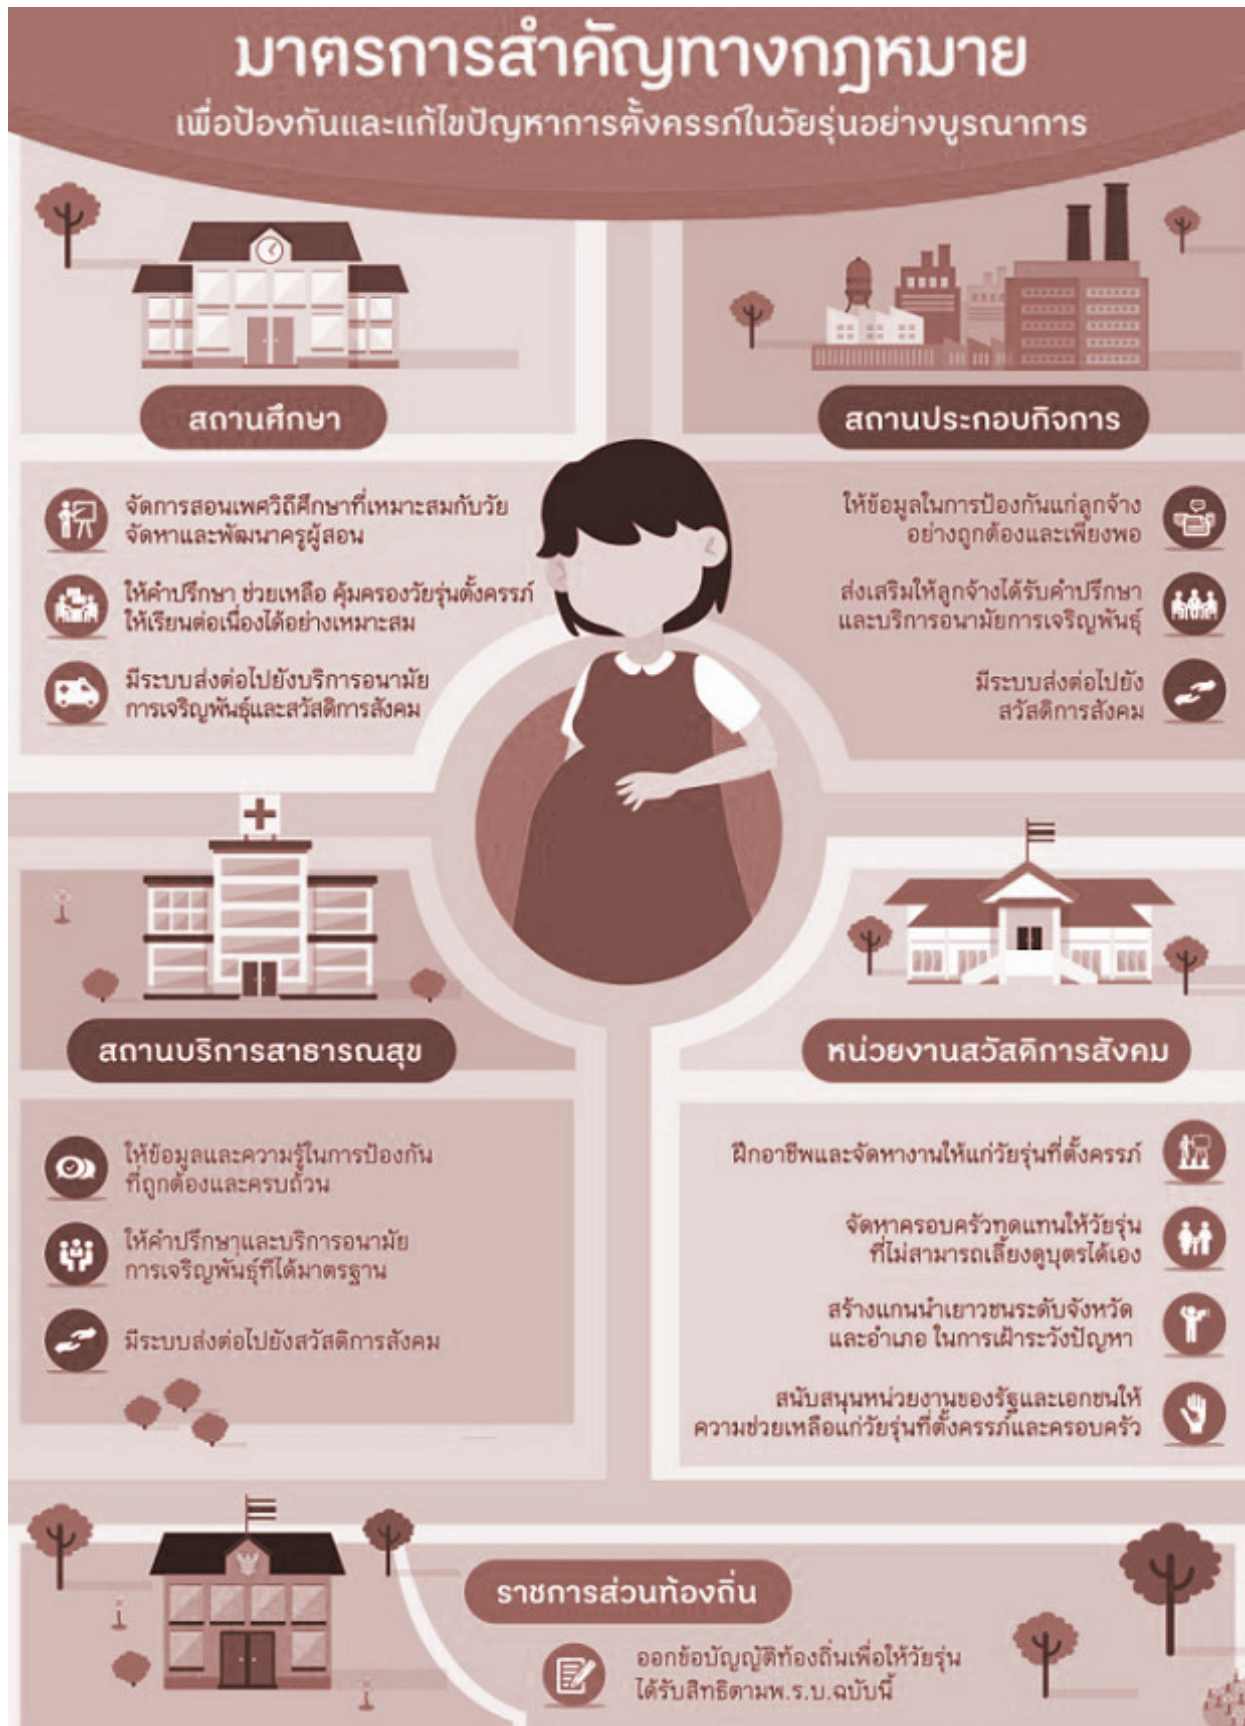 มาตรการสำคัญทางกฎหมาย
เพื่อป้องกันและแก้ไขปัญหาการตั้งครรภ์ในวัยรุ่นอย่างบูรณาการ
สถานศึกษา
จัดการสอนเพศวิถีศึกษาที่เหมาะสมกับวัย
จัดหาและพัฒนาครูผู้สอน
ให้คำปรึกษา ช่วยเหลือ คุ้มครองวัยรุ่นตั้งครรภ์
ให้เรียนต่อเนื่องได้อย่างเหมาะสม
มีระบบส่งต่อไปยังบริการอนามัย
การเจริญพันธุ์และสวัสดิการสังคม
สถานประกอบกิจการ
ให้ข้อมูลในการป้องกันแก่ลูกจ้าง
อย่างถูกต้องและเพียงพอ
ส่งเสริมให้ลูกจ้างได้รับคำปรึกษา
และบริการอนามัยการเจริญพันธุ์
มีระบบส่งต่อไปยัง
สวัสดิการสังคม
สถานบริการสาธารณสุข
ให้ข้อมูลและความรู้ในการป้องกัน
ที่ถูกต้องและครบถ้วน
ให้คำปรึกษาและบริการอนามัย
การเจริญพันธุ์ที่ได้มาตรฐาน
มีระบบส่งต่อไปยังสวัสดิการสังคม
หน่วยงานสวัสดิการสังคม
ฝึกอาชีพและจัดหางานให้แก่วัยรุ่นที่ตั้งครรภ์
จัดหาครอบครัวทดแทนให้วัยรุ่น
ที่ไม่สามารถเลี้ยงดูบุตรได้เอง
สร้างแกนนำเยาวชนระดับจังหวัด
และอำเภอ ในการเฝ้าระวังปัญหา
สนับสนุนหน่วยงานของรัฐและเอกชนให้
ความช่วยเหลือแก่วัยรุ่นที่ตั้งครรภ์และครอบครัว
ราชการส่วนท้องถิ่น
ออกข้อบัญญัติท้องถิ่นเพื่อให้วัยรุ่น
ได้รับสิทธิตามพ.ร.บ.ฉบับนี้